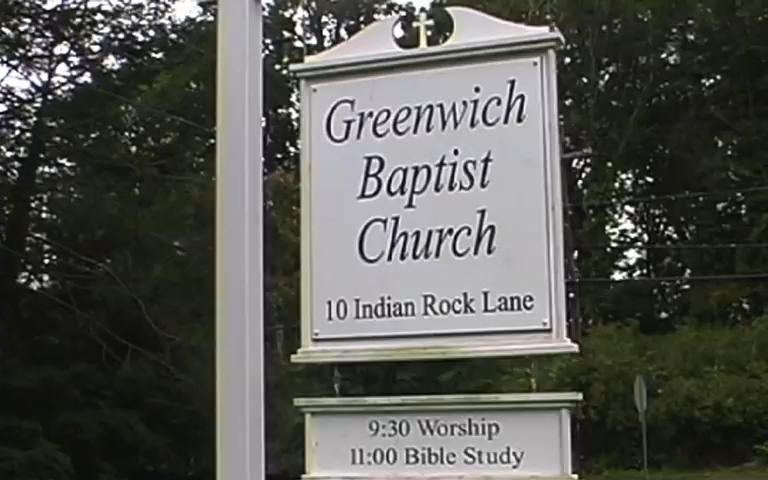 Greenwich
Baptist
Church
10 Indian Rock Lane
9:30 Worship
11:00 Bible Study